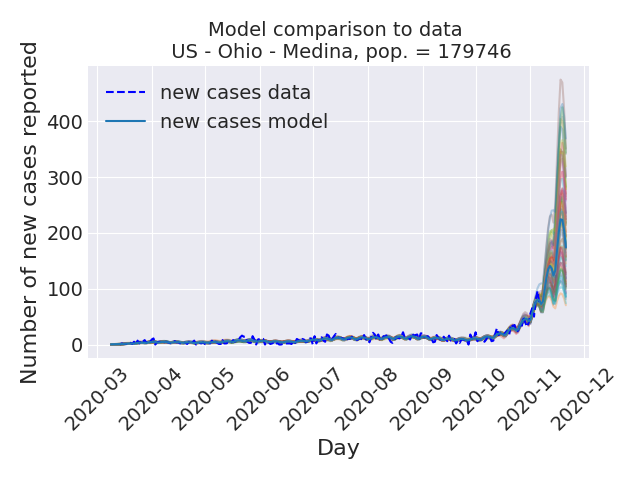 Model comparison to data
US - Ohio - Medina, pop. = 179746
Number of new cases reported
new cases data
new cases model
400
300
200
100
0
2020-03
2020-04
2020-05
2020-06
2020-07
2020-08
2020-09
2020-10
2020-11
2020-12
Day